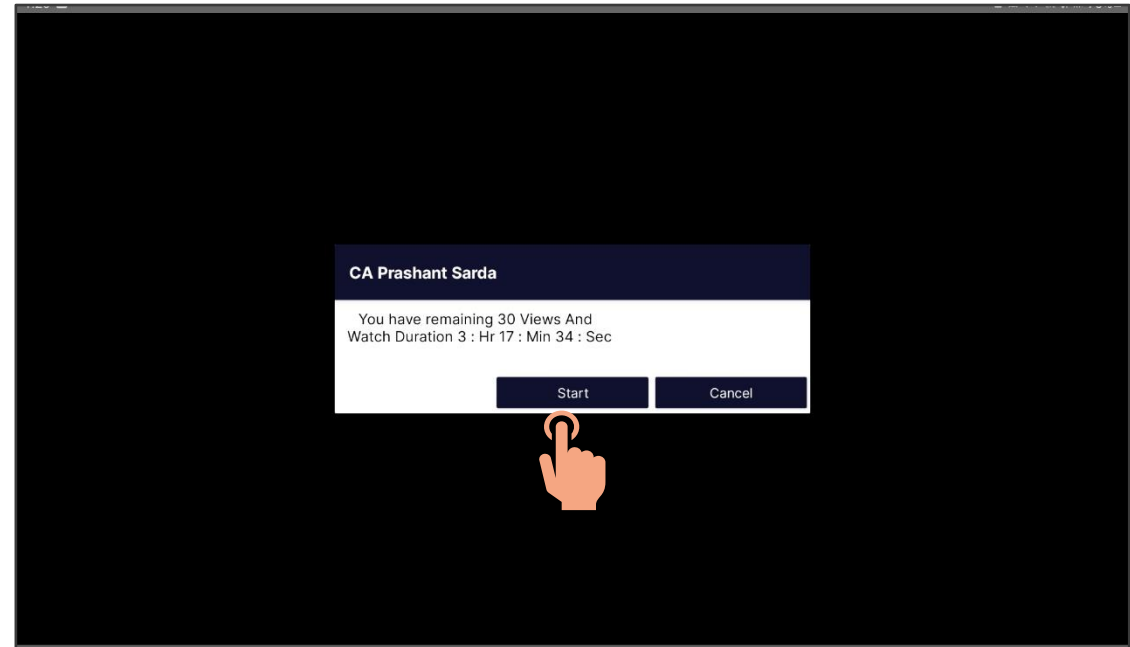 CA Prashant Sarda
You have remaining 30 Views And
Watch Duration 3 : Hr 17 : Min 34 : Sec
Start Cancel